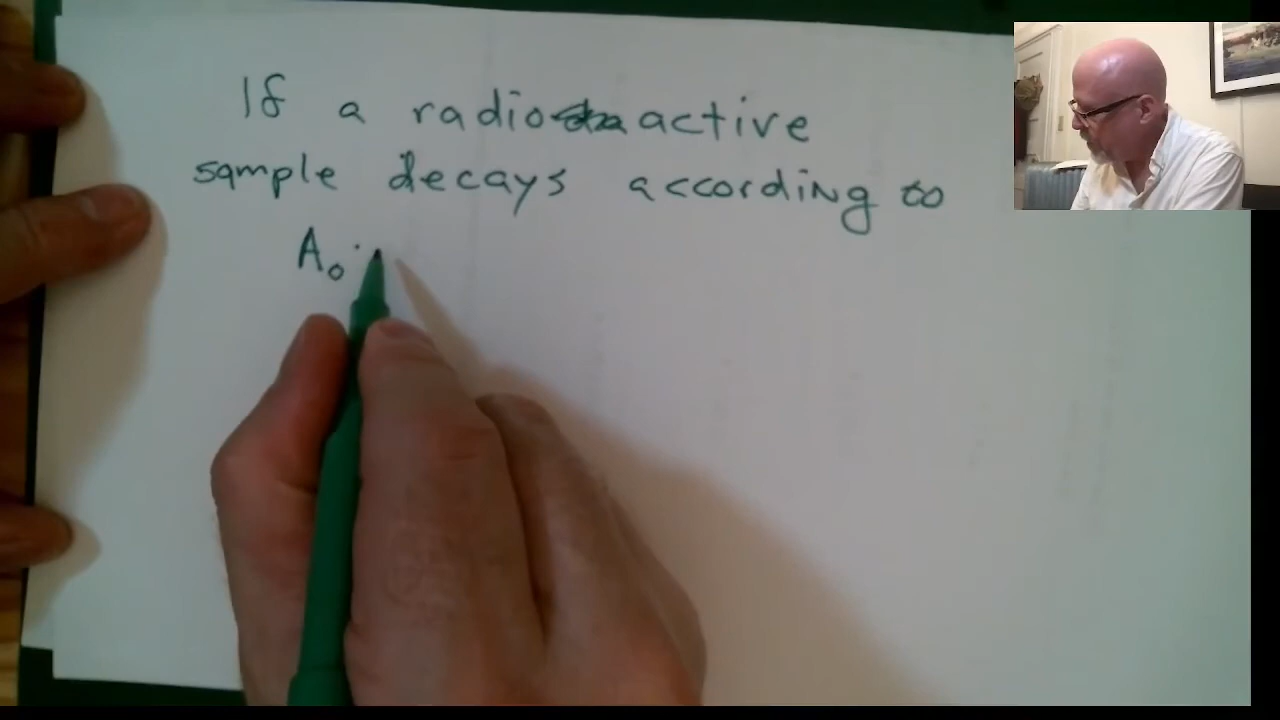 If a radioactive
sample decays according to
A₀ ·